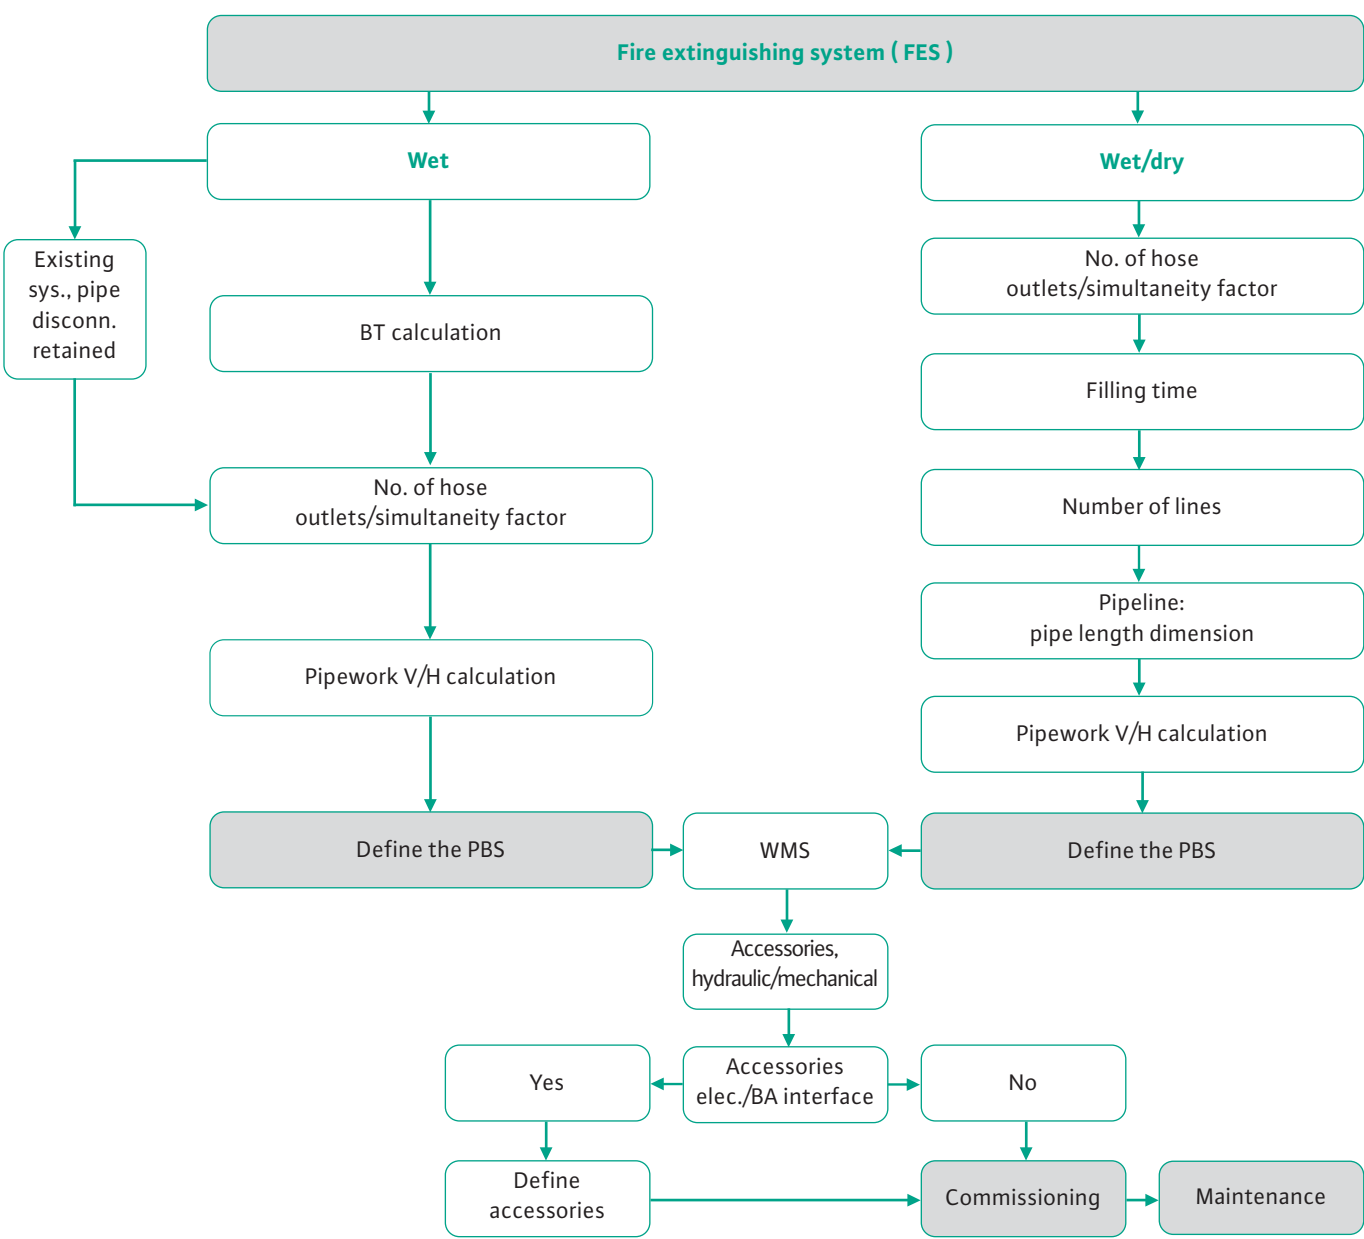 Fire extinguishing system ( FES )
Wet
Wet/dry
Existing
sys., pipe
disconn.
retained
BT calculation
No. of hose
outlets/simultaneity factor
Pipework V/H calculation
Define the PBS
No. of hose
outlets/simultaneity factor
Filling time
Number of lines
Pipeline:
pipe length dimension
Pipework V/H calculation
Define the PBS
WMS
Accessories,
hydraulic/mechanical
Accessories
elec./BA interface
Yes
No
Define
accessories
Commissioning
Maintenance